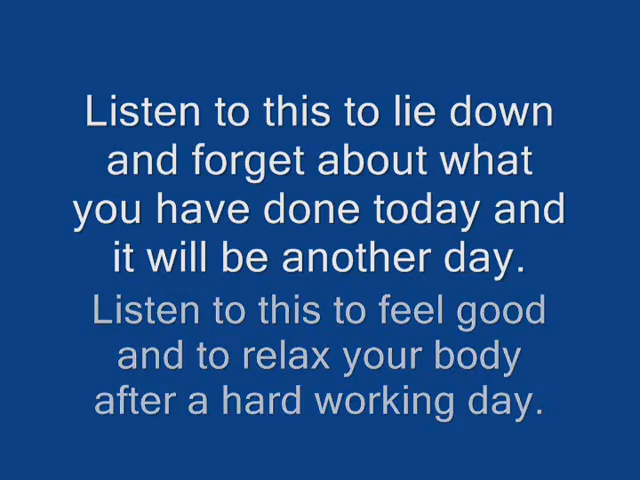 Listen to this to lie down
and forget about what
you have done today and
it will be another day.
Listen to this to feel good
and to relax your body
after a hard working day.